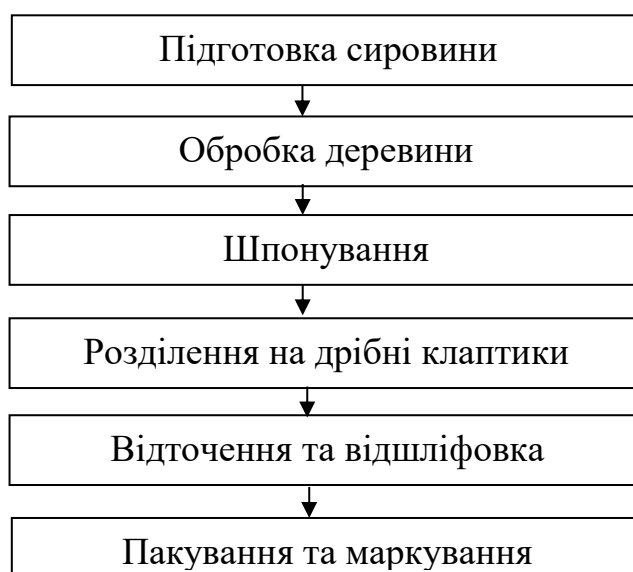 Підготовка сировини
Обробка деревини
Шпонування
Розділення на дрібні клаптики
Відточення та відшліфовка
Пакування та маркування